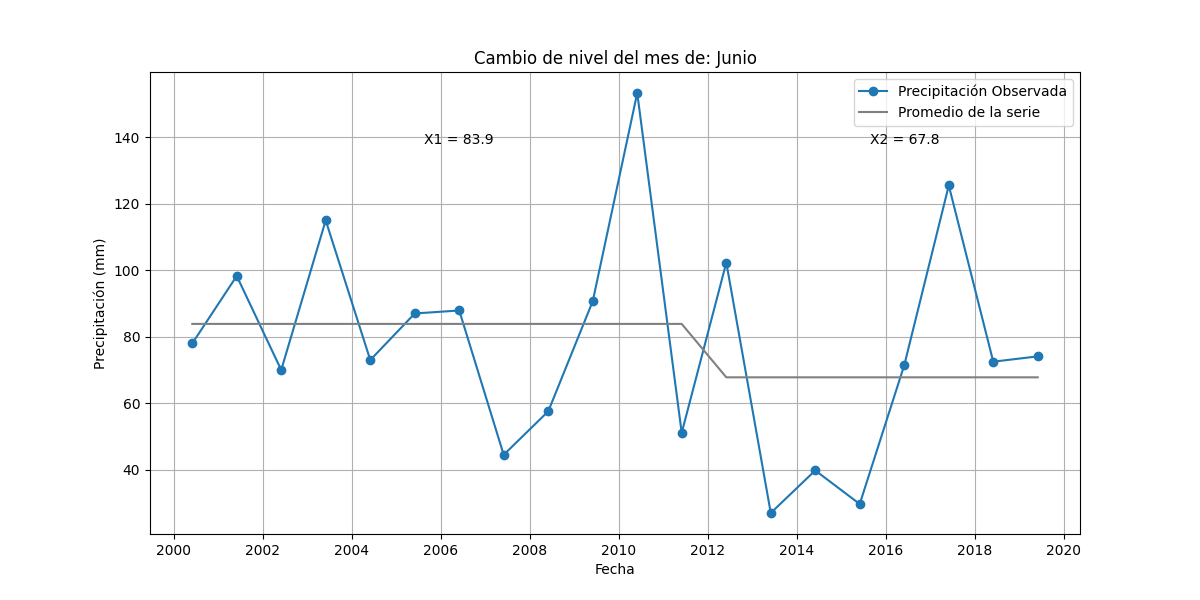 Cambio de nivel del mes de: Junio
Precipitación Observada
Promedio de la serie
X1 = 83.9
X2 = 67.8
Precipitación (mm)
140
120
100
80
60
40
2000 2002 2004 2006 2008 2010 2012 2014 2016 2018 2020
Fecha